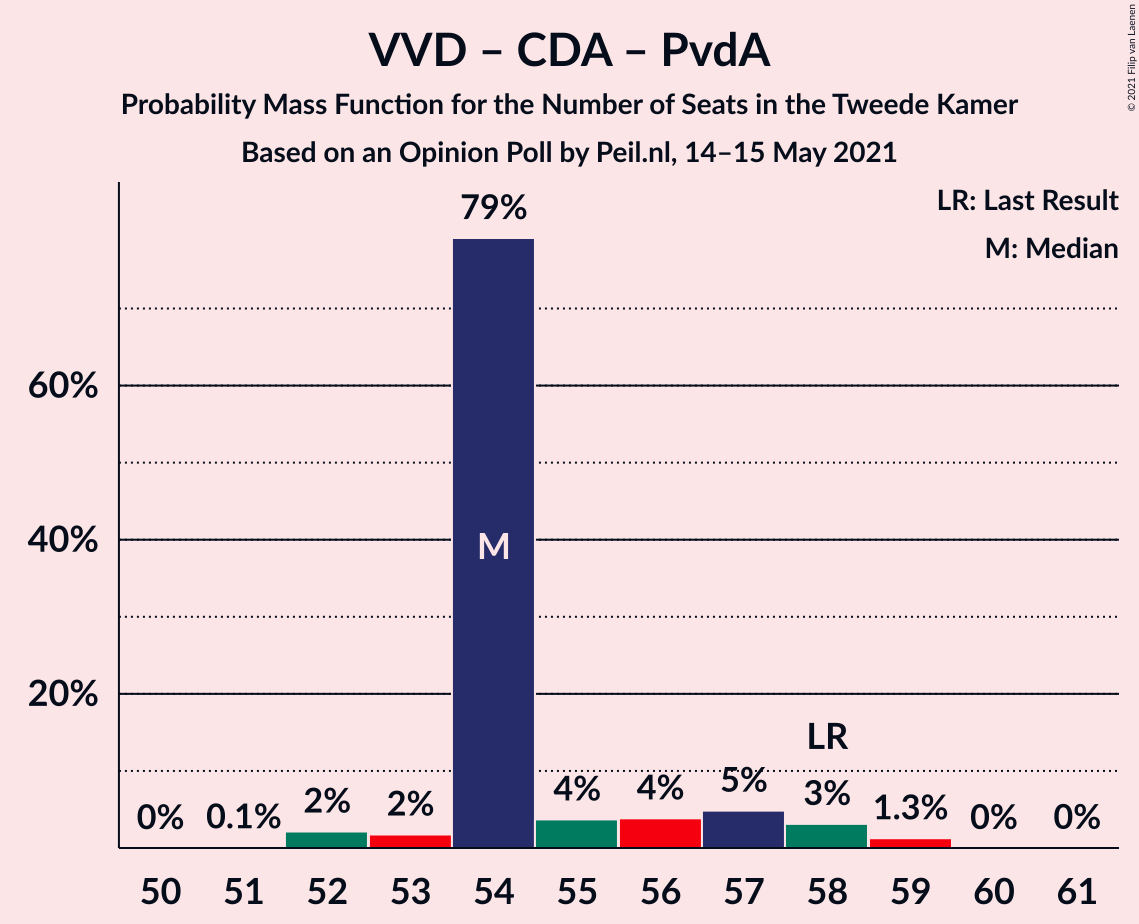 VVD – CDA – PvdA
Probability Mass Function for the Number of Seats in the Tweede Kamer
Based on an Opinion Poll by Peil.nl, 14–15 May 2021
© 2021 Filip van Laenen
LR: Last Result
M: Median
79%
60%
40%
M
20%
LR
0% 0.1% 2% 2% 4% 4% 5% 3% 1.3% 0% 0%
50 51 52 53 54 55 56 57 58 59 60 61